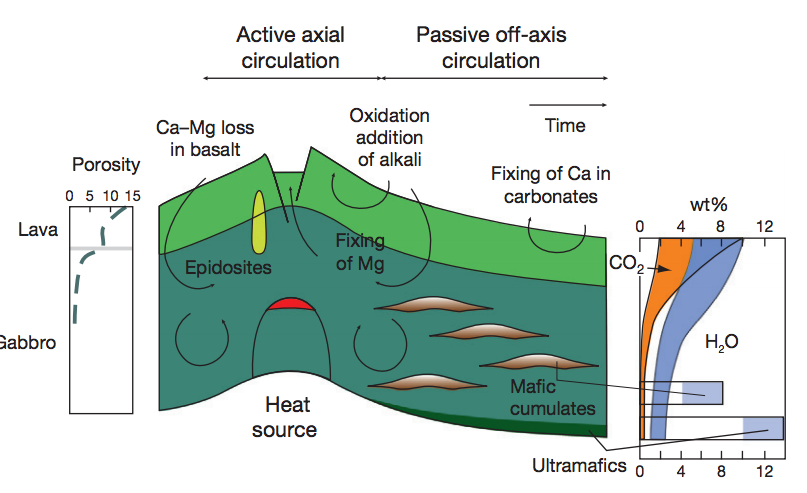 Active axial
circulation
Passive off-axis
circulation
Time
Ca–Mg loss
in basalt
Oxidation
addition
of alkali
Fixing of Ca in
carbonates
Porosity
0 5 10 15
Lava
Gabbro
Epidosites
Fixing
of Mg
Heat
source
Mafic
cumulates
Ultramafics
wt%
0 4 8 12
CO2
H2O
0 4 8 12